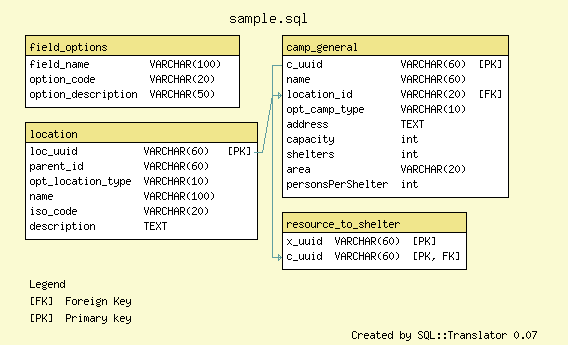 sample.sql
field_options
field_name VARCHAR(100)
option_code VARCHAR(20)
option_description VARCHAR(50)
camp_general
c_uuid VARCHAR(60) [PK]
name VARCHAR(60)
location_id VARCHAR(20) [FK]
opt_camp_type VARCHAR(10)
address TEXT
capacity int
shelters int
area VARCHAR(20)
personsPerShelter int
location
loc_uuid VARCHAR(60) [PK]
parent_id VARCHAR(60)
opt_location_type VARCHAR(10)
name VARCHAR(100)
iso_code VARCHAR(20)
description TEXT
resource_to_shelter
x_uuid VARCHAR(60) [PK]
c_uuid VARCHAR(60) [PK, FK]
Legend
[FK] Foreign Key
[PK] Primary key
Created by SQL::Translator 0.07